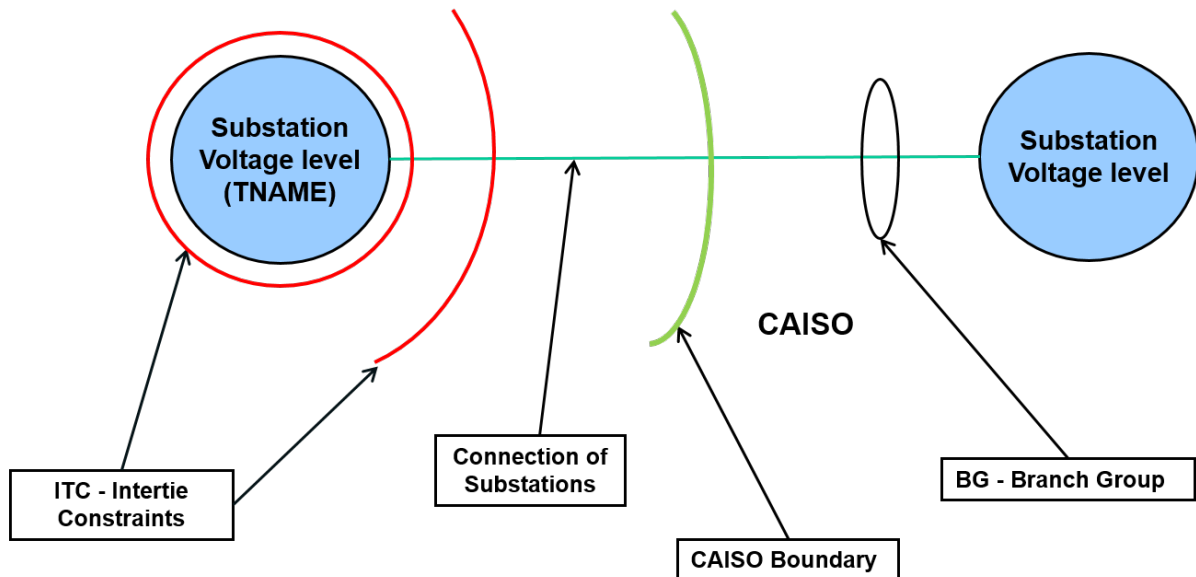 Substation
Voltage level
(TNAME)
Substation
Voltage level
CAISO
ITC - Intertie
Constraints
Connection of
Substations
BG - Branch Group
CAISO Boundary